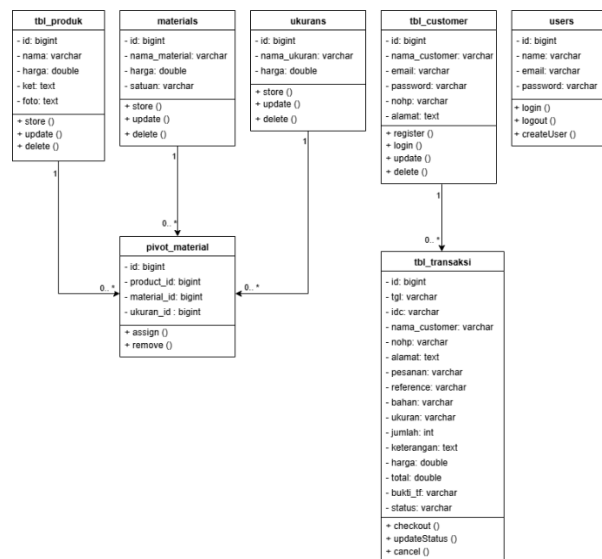 tbl_produk
- id: bigint
- nama: varchar
- harga: double
- ket: text
- foto: text
+ store ()
+ update ()
+ delete ()
materials
- id: bigint
- nama_material: varchar
- harga: double
- satuan: varchar
+ store ()
+ update ()
+ delete ()
ukurans
- id: bigint
- nama_ukuran: varchar
- harga: double
+ store ()
+ update ()
+ delete ()
tbl_customer
- id: bigint
- nama_customer: varchar
- email: varchar
- password: varchar
- nohp: varchar
- alamat: text
+ register ()
+ login ()
+ update ()
+ delete ()
users
- id: bigint
- name: varchar
- email: varchar
- password: varchar
+ login ()
+ logout ()
+ createUser ()
1
1
1
1
0.. *
0.. *
0.. *
0.. *
pivot_material
- id: bigint
- product_id: bigint
- material_id: bigint
- ukuran_id : bigint
+ assign ()
+ remove ()
tbl_transaksi
- id: bigint
- tgl: varchar
- idc: varchar
- nama_customer: varchar
- nohp: varchar
- alamat: text
- pesanan: varchar
- reference: varchar
- bahan: varchar
- ukuran: varchar
- jumlah: int
- keterangan: text
- harga: double
- total: double
- bukti_tf: varchar
- status: varchar
+ checkout ()
+ updateStatus ()
+ cancel ()